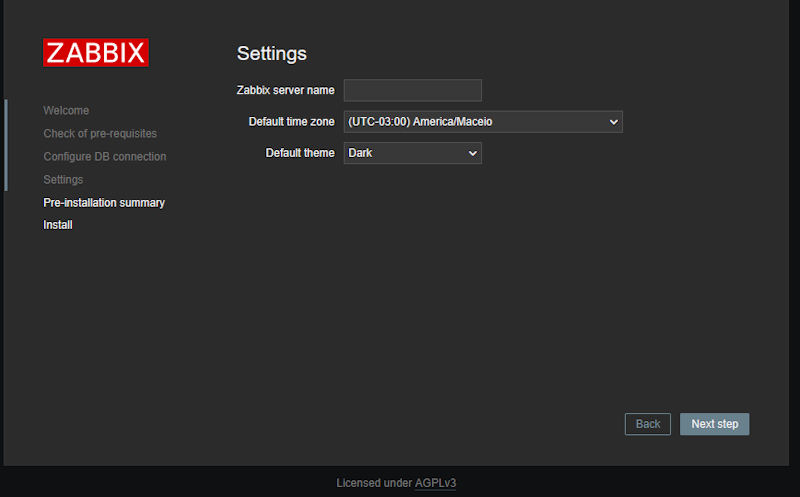 ZABBIX
Welcome
Check of pre-requisites
Configure DB connection
Settings
Pre-installation summary
Install
Settings
Zabbix server name
Default time zone (UTC-03:00) America/Maceio
Default theme Dark
Back Next step
Licensed under AGPLv3